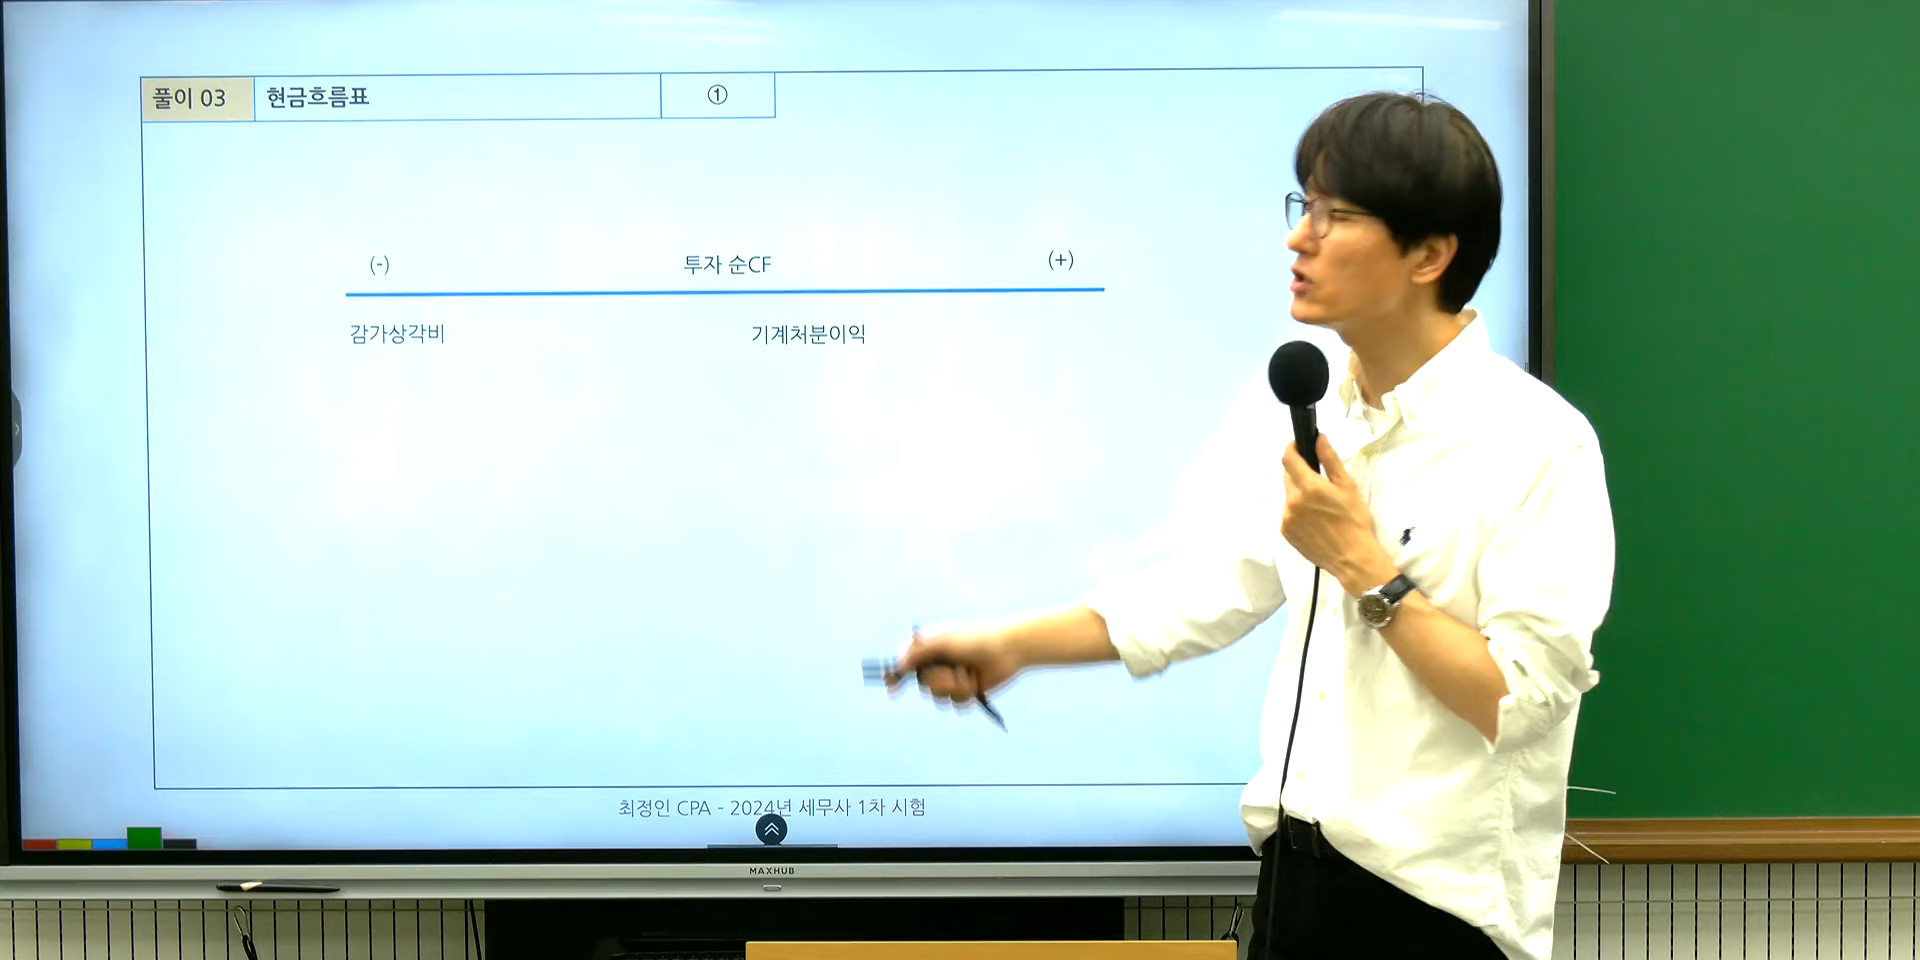 풀이 03 현금흐름표 ①
(-) 투자 순CF (+)
감가상각비 기계처분이익
최정인 CPA - 2024년 세무사 1차 시험
MAXHUB